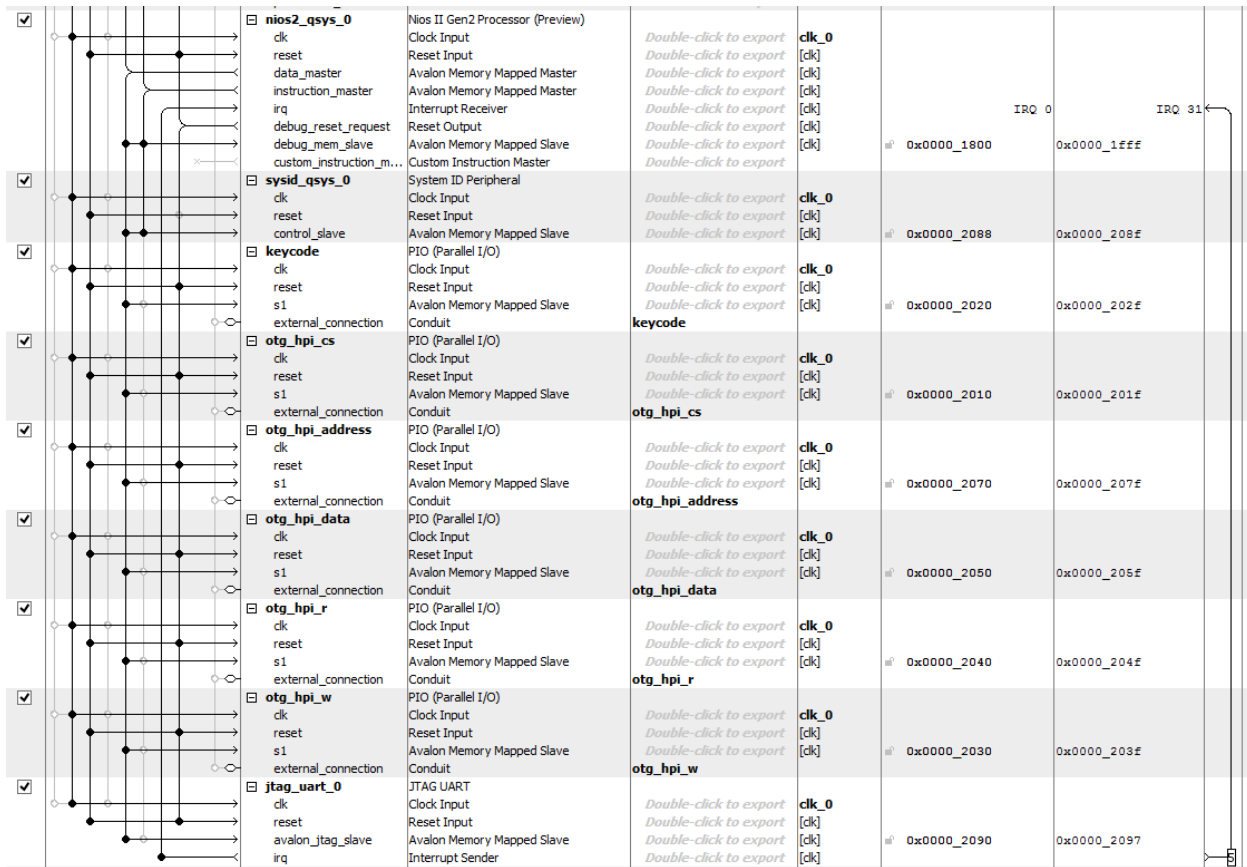 nios2_qsys_0 Nios II Gen2 Processor (Preview)
clk Clock Input Double-click to export clk_0
reset Reset Input Double-click to export [clk]
data_master Avalon Memory Mapped Master Double-click to export [clk]
instruction_master Avalon Memory Mapped Master Double-click to export [clk]
irq Interrupt Receiver Double-click to export [clk] IRQ 0 IRQ 31
debug_reset_request Reset Output Double-click to export [clk]
debug_mem_slave Avalon Memory Mapped Slave Double-click to export [clk] 0x0000_1800 0x0000_1fff
custom_instruction_m... Custom Instruction Master Double-click to export
sysid_qsys_0 System ID Peripheral
clk Clock Input Double-click to export clk_0
reset Reset Input Double-click to export [clk]
control_slave Avalon Memory Mapped Slave Double-click to export [clk] 0x0000_2088 0x0000_208f
keycode PIO (Parallel I/O)
clk Clock Input Double-click to export clk_0
reset Reset Input Double-click to export [clk]
s1 Avalon Memory Mapped Slave Double-click to export [clk] 0x0000_2020 0x0000_202f
external_connection Conduit keycode
otg_hpi_cs PIO (Parallel I/O)
clk Clock Input Double-click to export clk_0
reset Reset Input Double-click to export [clk]
s1 Avalon Memory Mapped Slave Double-click to export [clk] 0x0000_2010 0x0000_201f
external_connection Conduit otg_hpi_cs
otg_hpi_address PIO (Parallel I/O)
clk Clock Input Double-click to export clk_0
reset Reset Input Double-click to export [clk]
s1 Avalon Memory Mapped Slave Double-click to export [clk] 0x0000_2070 0x0000_207f
external_connection Conduit otg_hpi_address
otg_hpi_data PIO (Parallel I/O)
clk Clock Input Double-click to export clk_0
reset Reset Input Double-click to export [clk]
s1 Avalon Memory Mapped Slave Double-click to export [clk] 0x0000_2050 0x0000_205f
external_connection Conduit otg_hpi_data
otg_hpi_r PIO (Parallel I/O)
clk Clock Input Double-click to export clk_0
reset Reset Input Double-click to export [clk]
s1 Avalon Memory Mapped Slave Double-click to export [clk] 0x0000_2040 0x0000_204f
external_connection Conduit otg_hpi_r
otg_hpi_w PIO (Parallel I/O)
clk Clock Input Double-click to export clk_0
reset Reset Input Double-click to export [clk]
s1 Avalon Memory Mapped Slave Double-click to export [clk] 0x0000_2030 0x0000_203f
external_connection Conduit otg_hpi_w
jtag_uart_0 JTAG UART
clk Clock Input Double-click to export clk_0
reset Reset Input Double-click to export [clk]
avalon_jtag_slave Avalon Memory Mapped Slave Double-click to export [clk] 0x0000_2090 0x0000_2097
irq Interrupt Sender Double-click to export [clk] 5